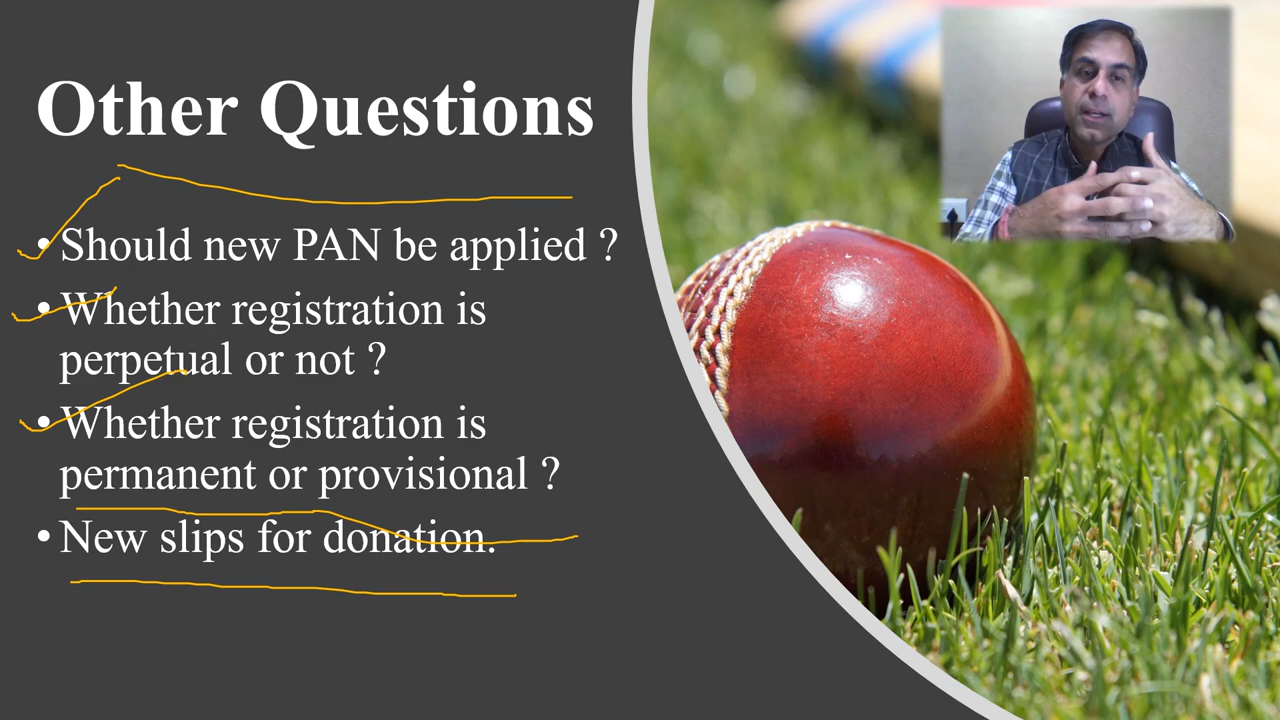 Other Questions
• Should new PAN be applied ?
• Whether registration is
perpetual or not ?
• Whether registration is
permanent or provisional ?
• New slips for donation.